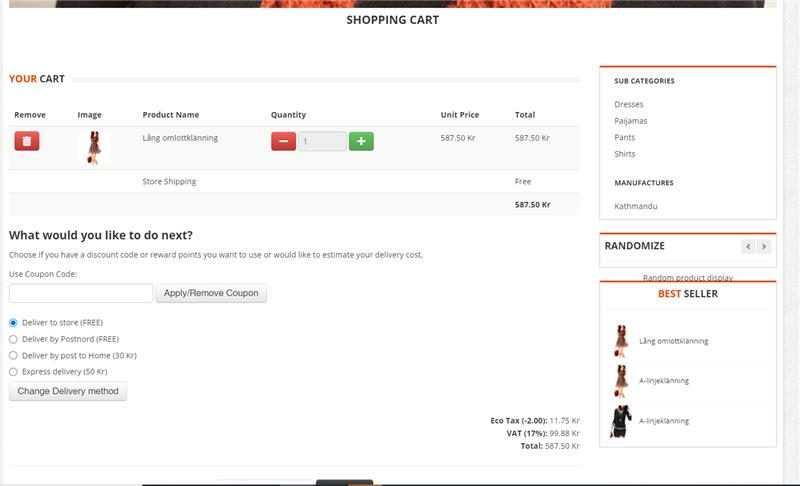 SHOPPING CART
YOUR CART
Remove Image Product Name Quantity Unit Price Total
Lång omlottklänning 1 587.50 Kr 587.50 Kr
Store Shipping Free
587.50 Kr
What would you like to do next?
Choose if you have a discount code or reward points you want to use or would like to estimate your delivery cost.
Use Coupon Code:
Apply/Remove Coupon
Deliver to store (FREE)
Deliver by Postnord (FREE)
Deliver by post to Home (30 Kr)
Express delivery (50 Kr)
Change Delivery method
Eco Tax (-2.00): 11.75 Kr
VAT (17%): 99.88 Kr
Total: 587.50 Kr
SUB CATEGORIES
Dresses
Paijamas
Pants
Shirts
MANUFACTURES
Kathmandu
RANDOMIZE
Random product display
BEST SELLER
Lång omlottklänning
A-linjeklänning
A-linjeklänning